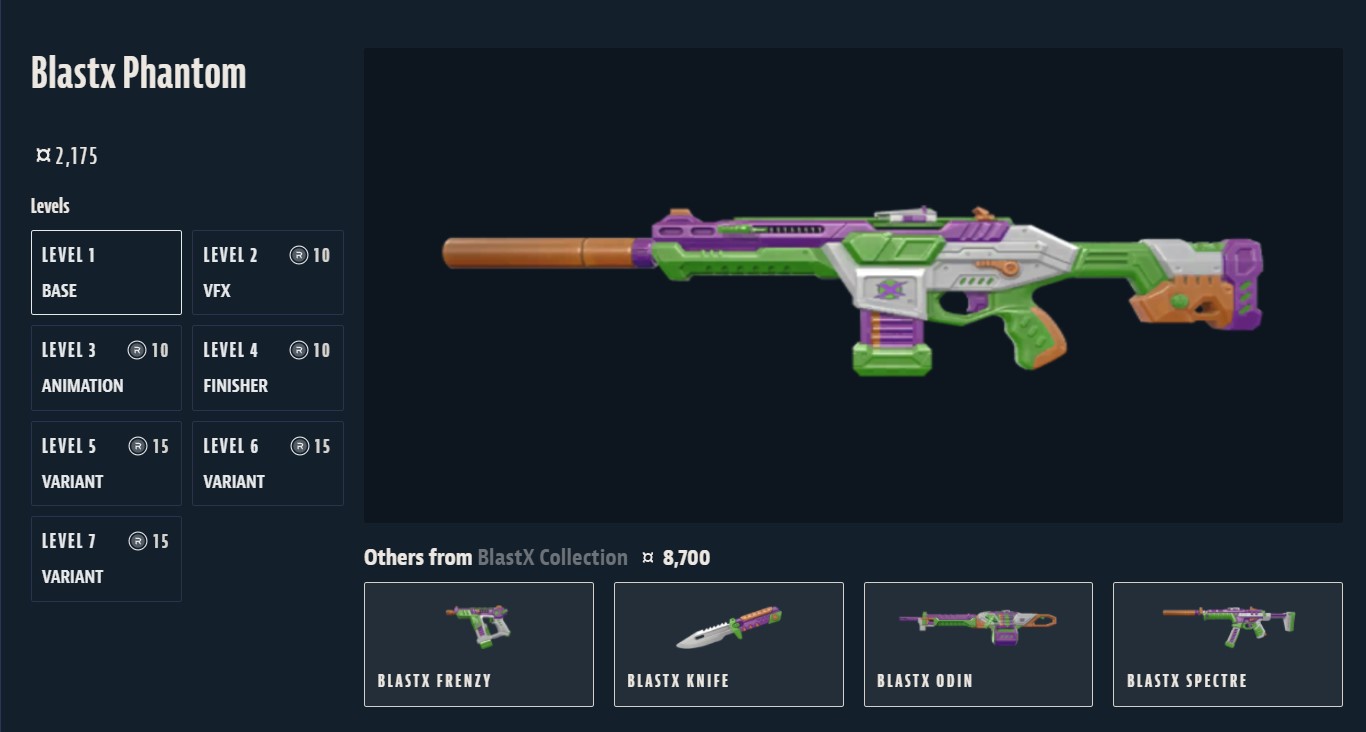 Blastx Phantom
¤ 2,175
Levels
LEVEL 1
BASE
LEVEL 2 R 10
VFX
LEVEL 3 R 10
ANIMATION
LEVEL 4 R 10
FINISHER
LEVEL 5 R 15
VARIANT
LEVEL 6 R 15
VARIANT
LEVEL 7 R 15
VARIANT
Others from BlastX Collection ¤ 8,700
BLASTX FRENZY
BLASTX KNIFE
BLASTX ODIN
BLASTX SPECTRE